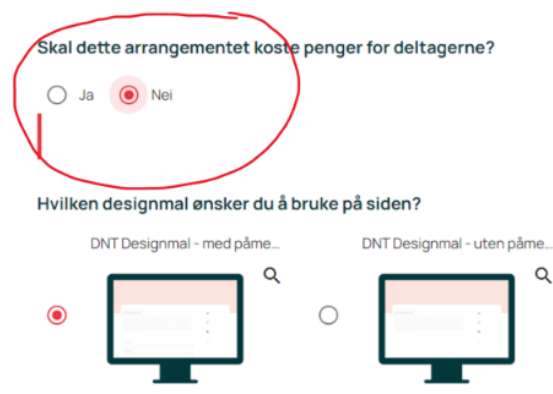 Skal dette arrangementet koste penger for deltagerne?
Ja Nei
Hvilken designmal ønsker du å bruke på siden?
DNT Designmal - med påme... DNT Designmal - uten påme...